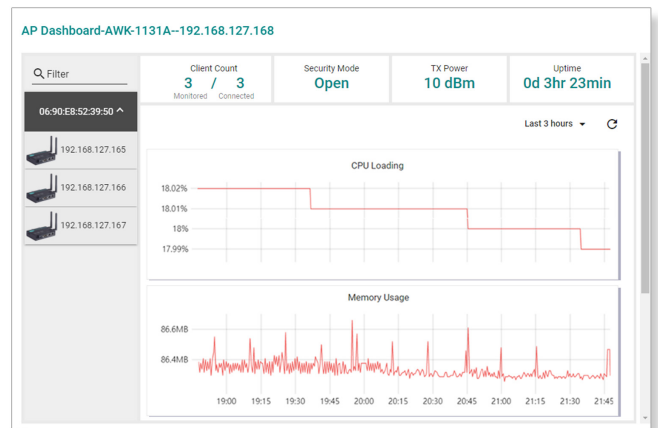 AP Dashboard-AWK-1131A--192.168.127.168
Filter
06:90:E8:52:39:50
192.168.127.165
192.168.127.166
192.168.127.167
Client Count
3 / 3
Monitored Connected
Security Mode
Open
TX Power
10 dBm
Uptime
0d 3hr 23min
Last 3 hours
CPU Loading
18.02%
18.01%
18%
17.99%
Memory Usage
86.6MB
86.4MB
19:00 19:15 19:30 19:45 20:00 20:15 20:30 20:45 21:00 21:15 21:30 21:45